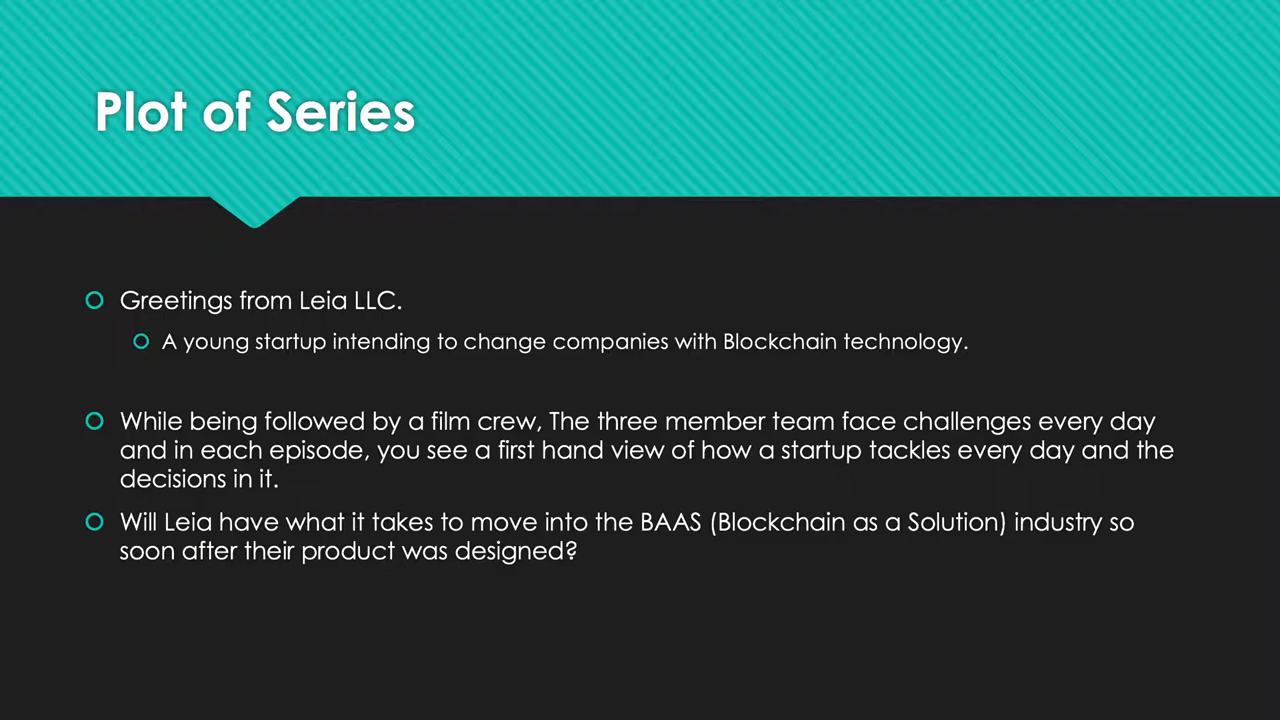 Plot of Series
Greetings from Leia LLC.
A young startup intending to change companies with Blockchain technology.
While being followed by a film crew, The three member team face challenges every day
and in each episode, you see a first hand view of how a startup tackles every day and the
decisions in it.
Will Leia have what it takes to move into the BAAS (Blockchain as a Solution) industry so
soon after their product was designed?